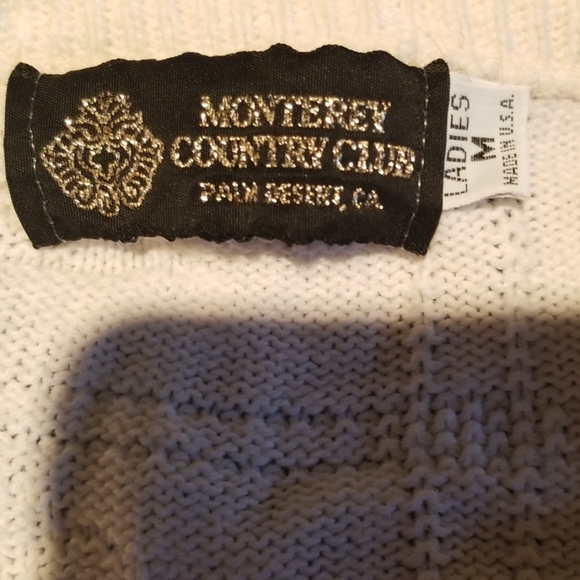 MONTEREY
COUNTRY CLUB
PALM DESERT, CA
LADIES
M
MADE IN U.S.A.